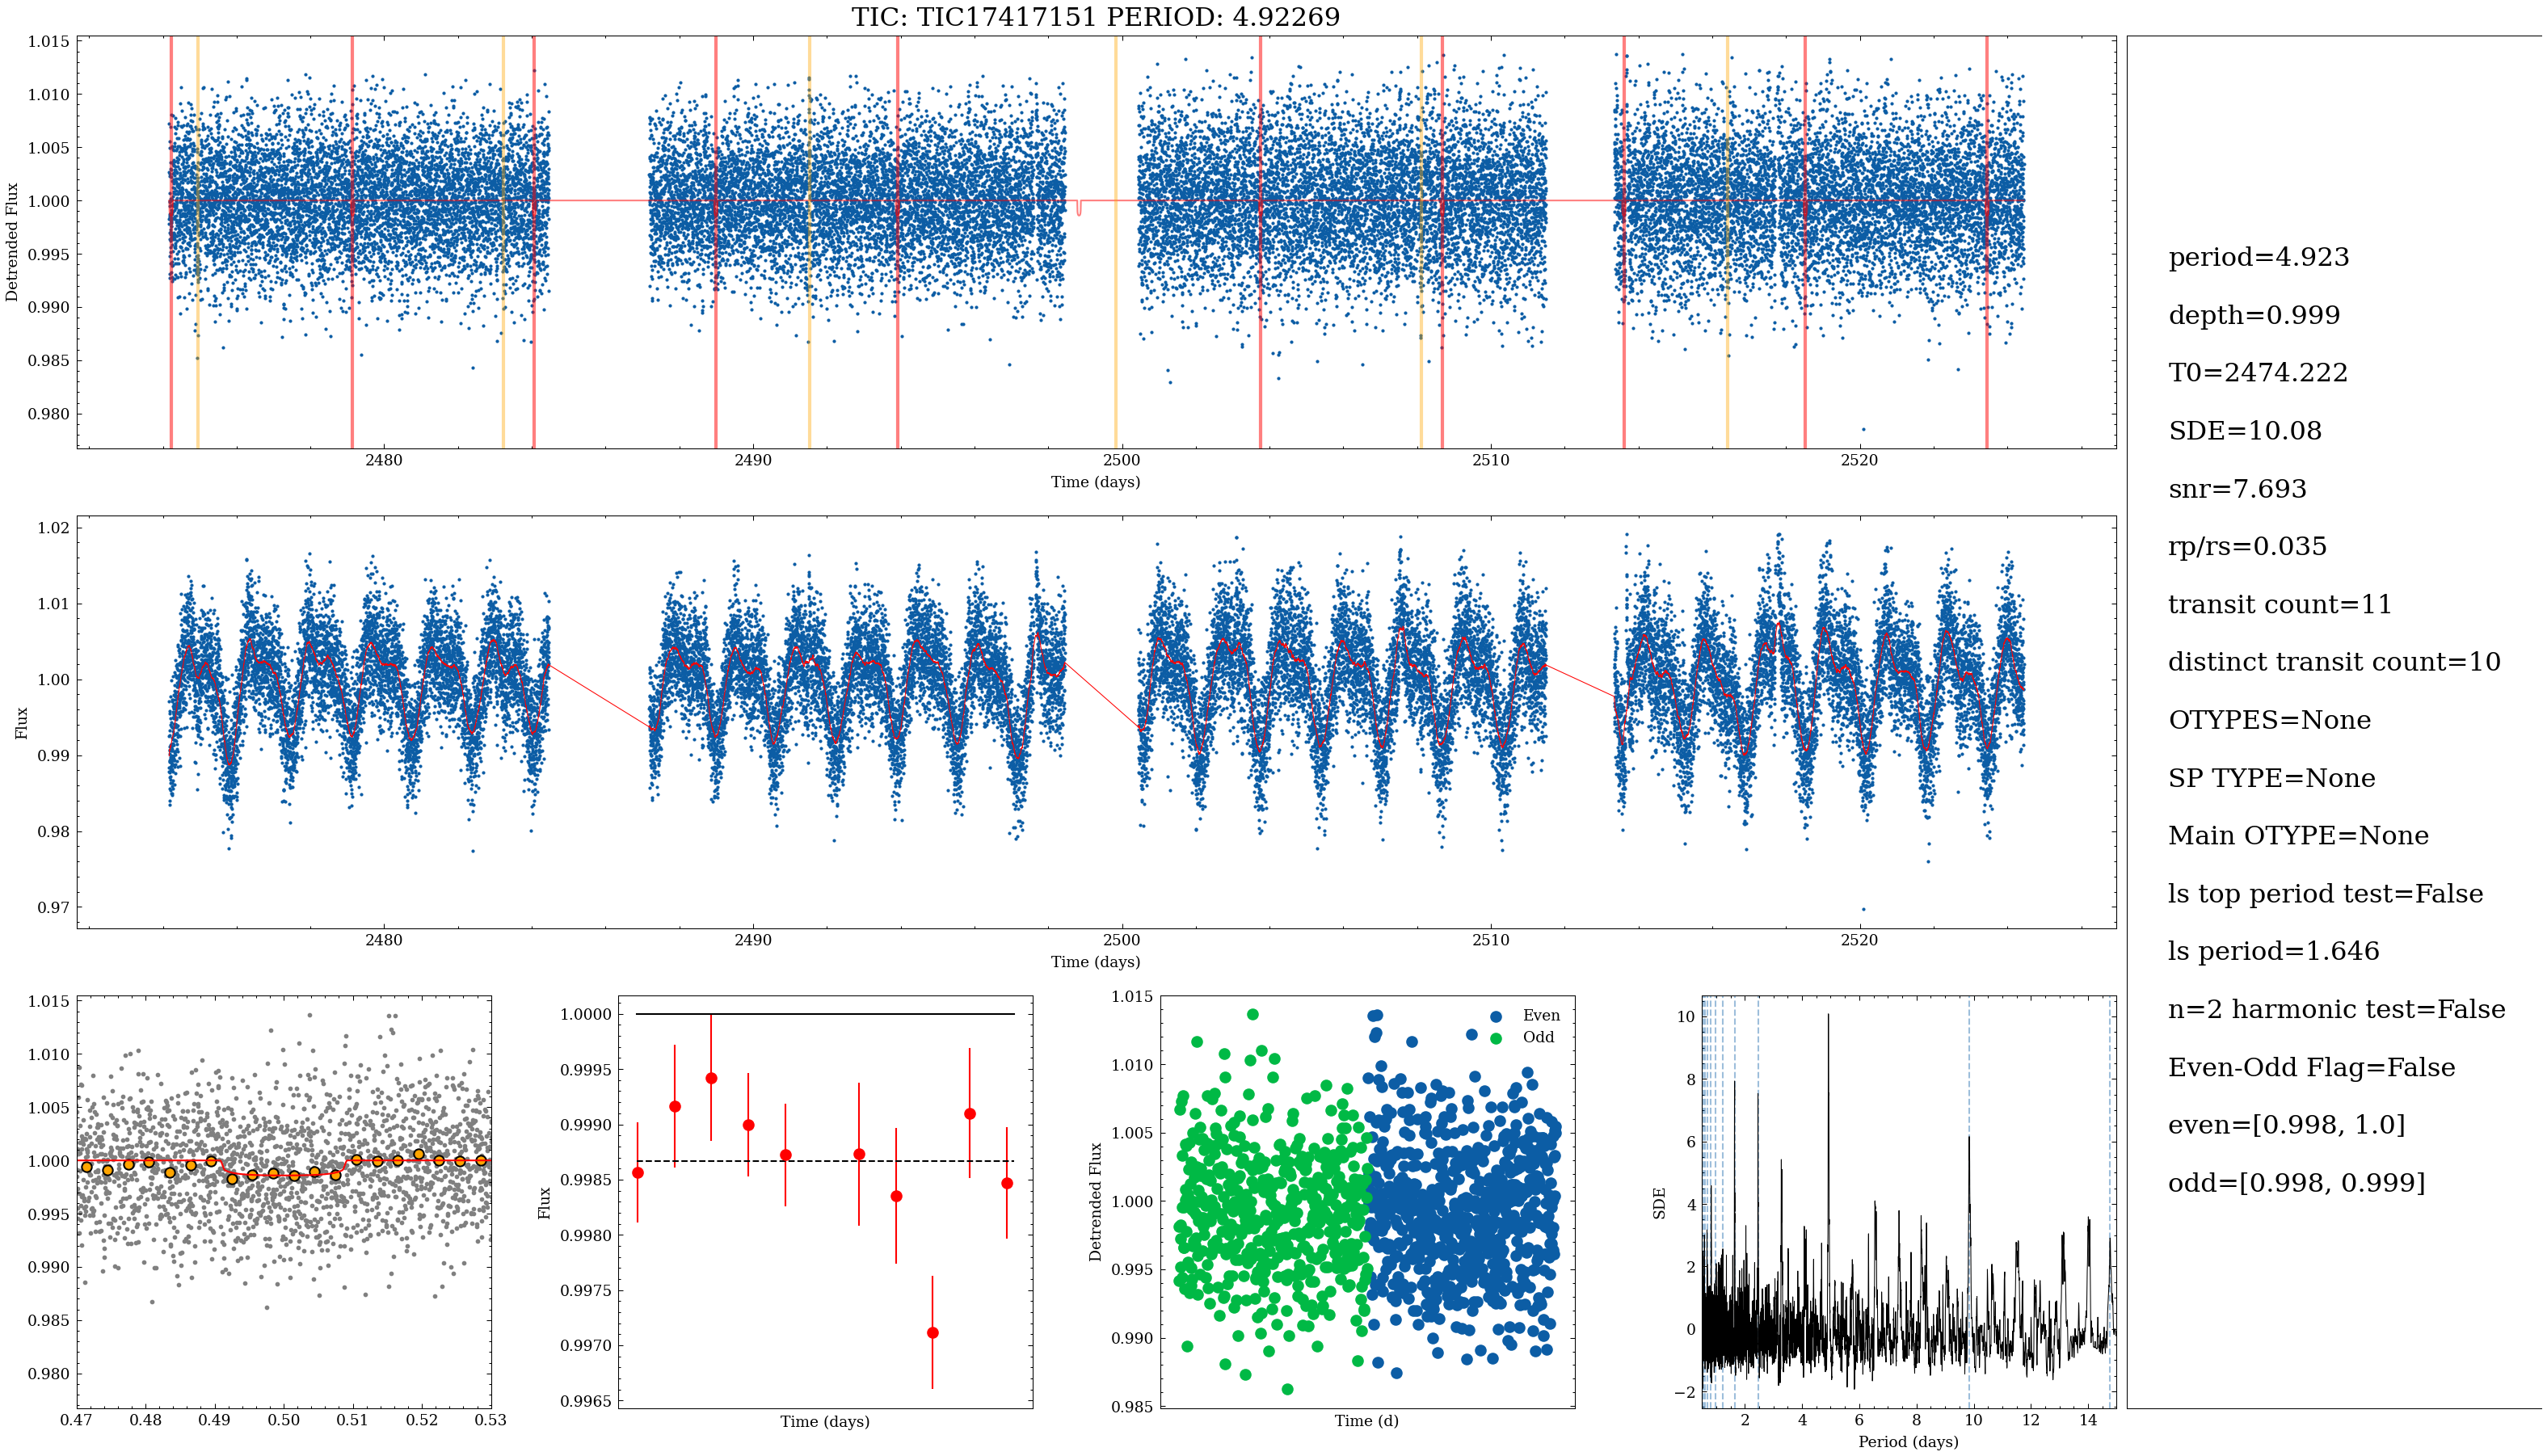 TIC: TIC17417151 PERIOD: 4.92269
1.015
1.010
1.005
1.000
0.995
0.990
0.985
0.980
Detrended Flux
2480 2490 2500 2510 2520
Time (days)
1.02
1.01
1.00
0.99
0.98
0.97
Flux
2480 2490 2500 2510 2520
Time (days)
1.015
1.010
1.005
1.000
0.995
0.990
0.985
0.980
0.47 0.48 0.49 0.50 0.51 0.52 0.53
1.0000
0.9995
0.9990
0.9985
0.9980
0.9975
0.9970
0.9965
Flux
Time (days)
1.015
1.010
1.005
1.000
0.995
0.990
0.985
Detrended Flux
Even
Odd
Time (d)
10
8
6
4
2
0
−2
SDE
2 4 6 8 10 12 14
Period (days)
period=4.923
depth=0.999
T0=2474.222
SDE=10.08
snr=7.693
rp/rs=0.035
transit count=11
distinct transit count=10
OTYPES=None
SP TYPE=None
Main OTYPE=None
ls top period test=False
ls period=1.646
n=2 harmonic test=False
Even-Odd Flag=False
even=[0.998, 1.0]
odd=[0.998, 0.999]